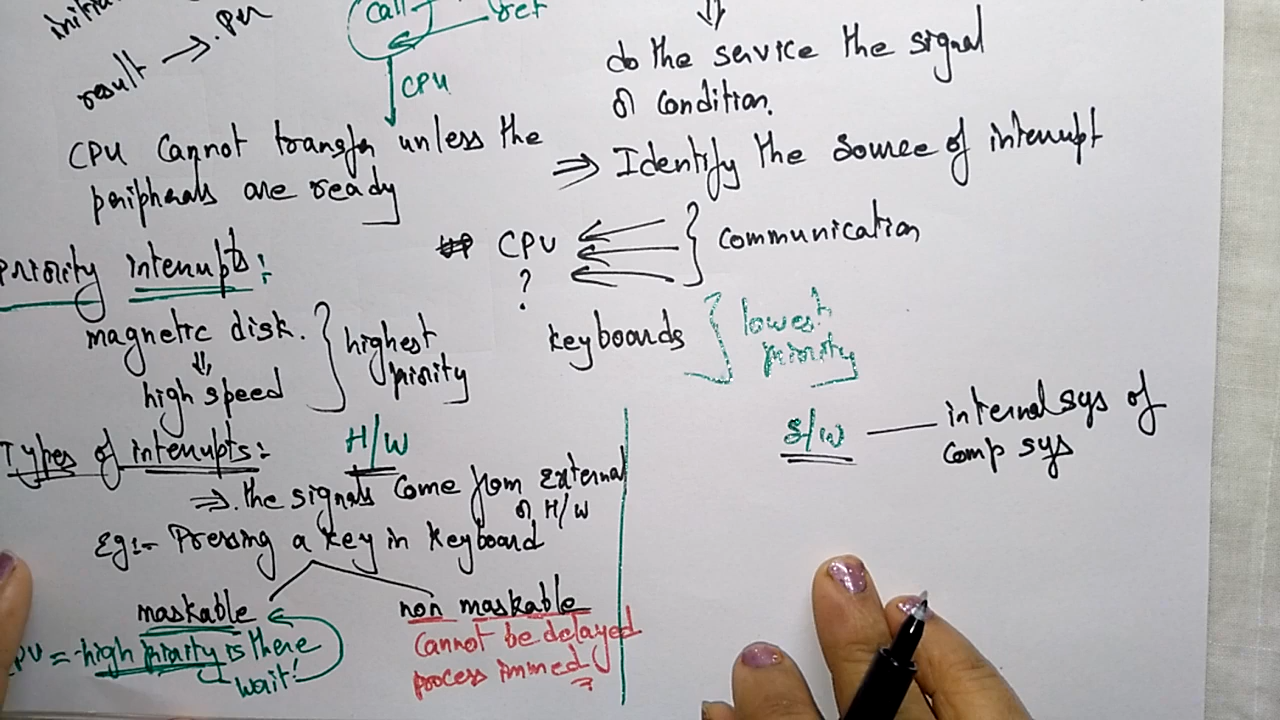 result → per
call
ret
CPU
CPU cannot transfer unless the
peripherals are ready
⇓
do the service the signal
or condition.
⇒ Identify the source of interrupt
CPU
?
} communication
priority interrupts:
magnetic disk.
⇓
high speed
} highest
priority
keyboards } lowest
priority
Types of interrupts:
H/W
⇒ the signals come from external
or H/W
Eg:- Pressing a key in keyboard
maskable
CPU = high priarty is there
wait!
non maskable
cannot be delayed
process immed
S/W — internal sys of
comp sys